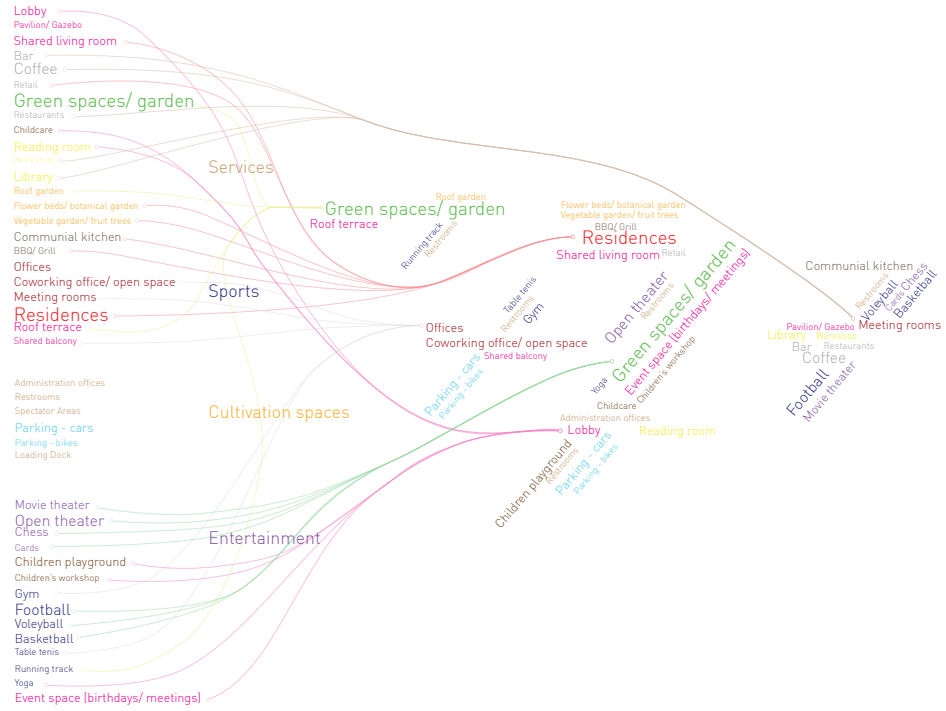 Lobby
Pavilion/ Gazebo
Shared living room
Bar
Coffee
Retail
Green spaces/ garden
Restaurants
Childcare
Reading room
Workshop
Library
Roof garden
Flower beds/ botanical garden
Vegetable garden/ fruit trees
Communical kitchen
BBQ/ Grill
Offices
Coworking office/ open space
Meeting rooms
Residences
Roof terrace
Shared balcony
Administration offices
Restrooms
Spectator Areas
Parking - cars
Parking - bikes
Loading Dock
Movie theater
Open theater
Chess
Cards
Children playground
Children's workshop
Gym
Football
Voleyball
Basketball
Table tenis
Running track
Yoga
Event space (birthdays/ meetings)
Services
Sports
Cultivation spaces
Entertainment
Roof garden
Green spaces/ garden
Roof terrace
Running track
Restrooms
Table tenis
Restrooms
Gym
Offices
Coworking office/ open space
Shared balcony
Parking - cars
Parking - bikes
Flower beds/ botanical garden
Vegetable garden/ fruit trees
BBQ/ Grill
Residences
Shared living room
Retail
Open theater
Restrooms
Green spaces/ garden
Event space (birthdays/ meetings)
Children's workshop
Yoga
Childcare
Administration offices
Lobby
Reading room
Children playground
Restrooms
Parking - cars
Parking - bikes
Communial kitchen
Restrooms
Voleyball
Cards
Chess
Basketball
Pavilion/ Gazebo
Meeting rooms
Library
Workshop
Bar
Restaurants
Coffee
Football
Movie theater